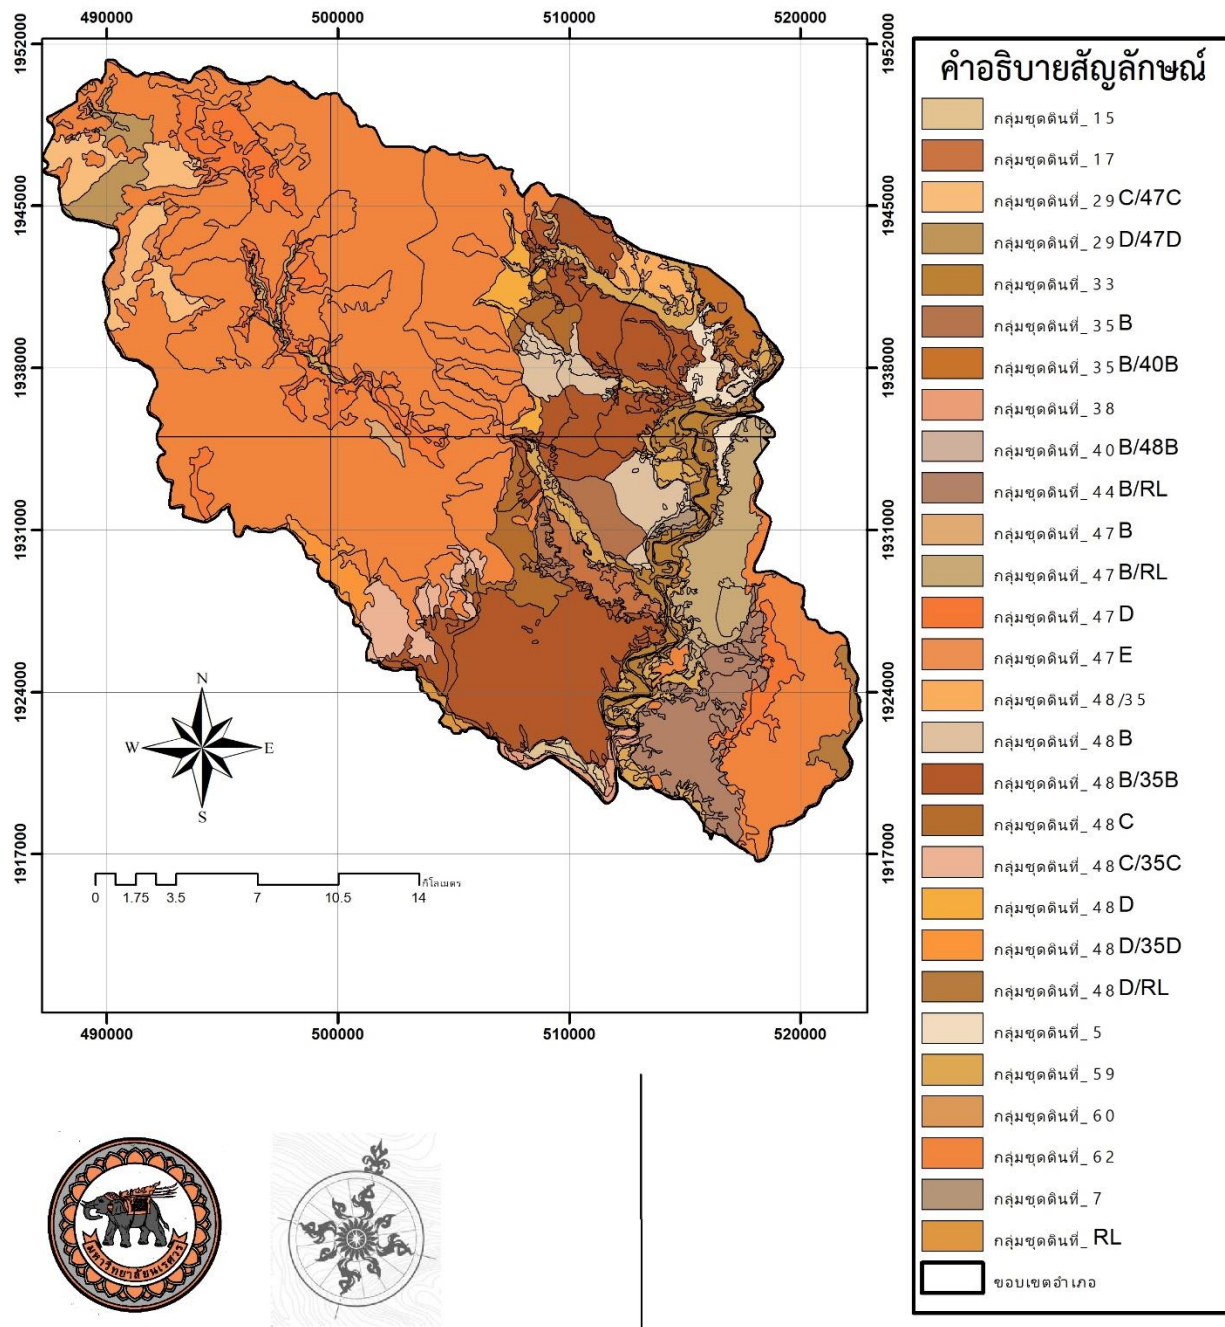 490000 500000 510000 520000
1952000 1952000
1945000 1945000
1938000 1938000
1931000 1931000
1924000 1924000
1917000 1917000
N
W E
S
กิโลเมตร
0 1.75 3.5 7 10.5 14
490000 500000 510000 520000
มหาวิทยาลัยนเรศวร
คำอธิบายสัญลักษณ์
กลุ่มชุดดินที่_15
กลุ่มชุดดินที่_17
กลุ่มชุดดินที่_29C/47C
กลุ่มชุดดินที่_29D/47D
กลุ่มชุดดินที่_33
กลุ่มชุดดินที่_35B
กลุ่มชุดดินที่_35B/40B
กลุ่มชุดดินที่_38
กลุ่มชุดดินที่_40B/48B
กลุ่มชุดดินที่_44B/RL
กลุ่มชุดดินที่_47B
กลุ่มชุดดินที่_47B/RL
กลุ่มชุดดินที่_47D
กลุ่มชุดดินที่_47E
กลุ่มชุดดินที่_48/35
กลุ่มชุดดินที่_48B
กลุ่มชุดดินที่_48B/35B
กลุ่มชุดดินที่_48C
กลุ่มชุดดินที่_48C/35C
กลุ่มชุดดินที่_48D
กลุ่มชุดดินที่_48D/35D
กลุ่มชุดดินที่_48D/RL
กลุ่มชุดดินที่_5
กลุ่มชุดดินที่_59
กลุ่มชุดดินที่_60
กลุ่มชุดดินที่_62
กลุ่มชุดดินที่_7
กลุ่มชุดดินที่_RL
ขอบเขตอำเภอ